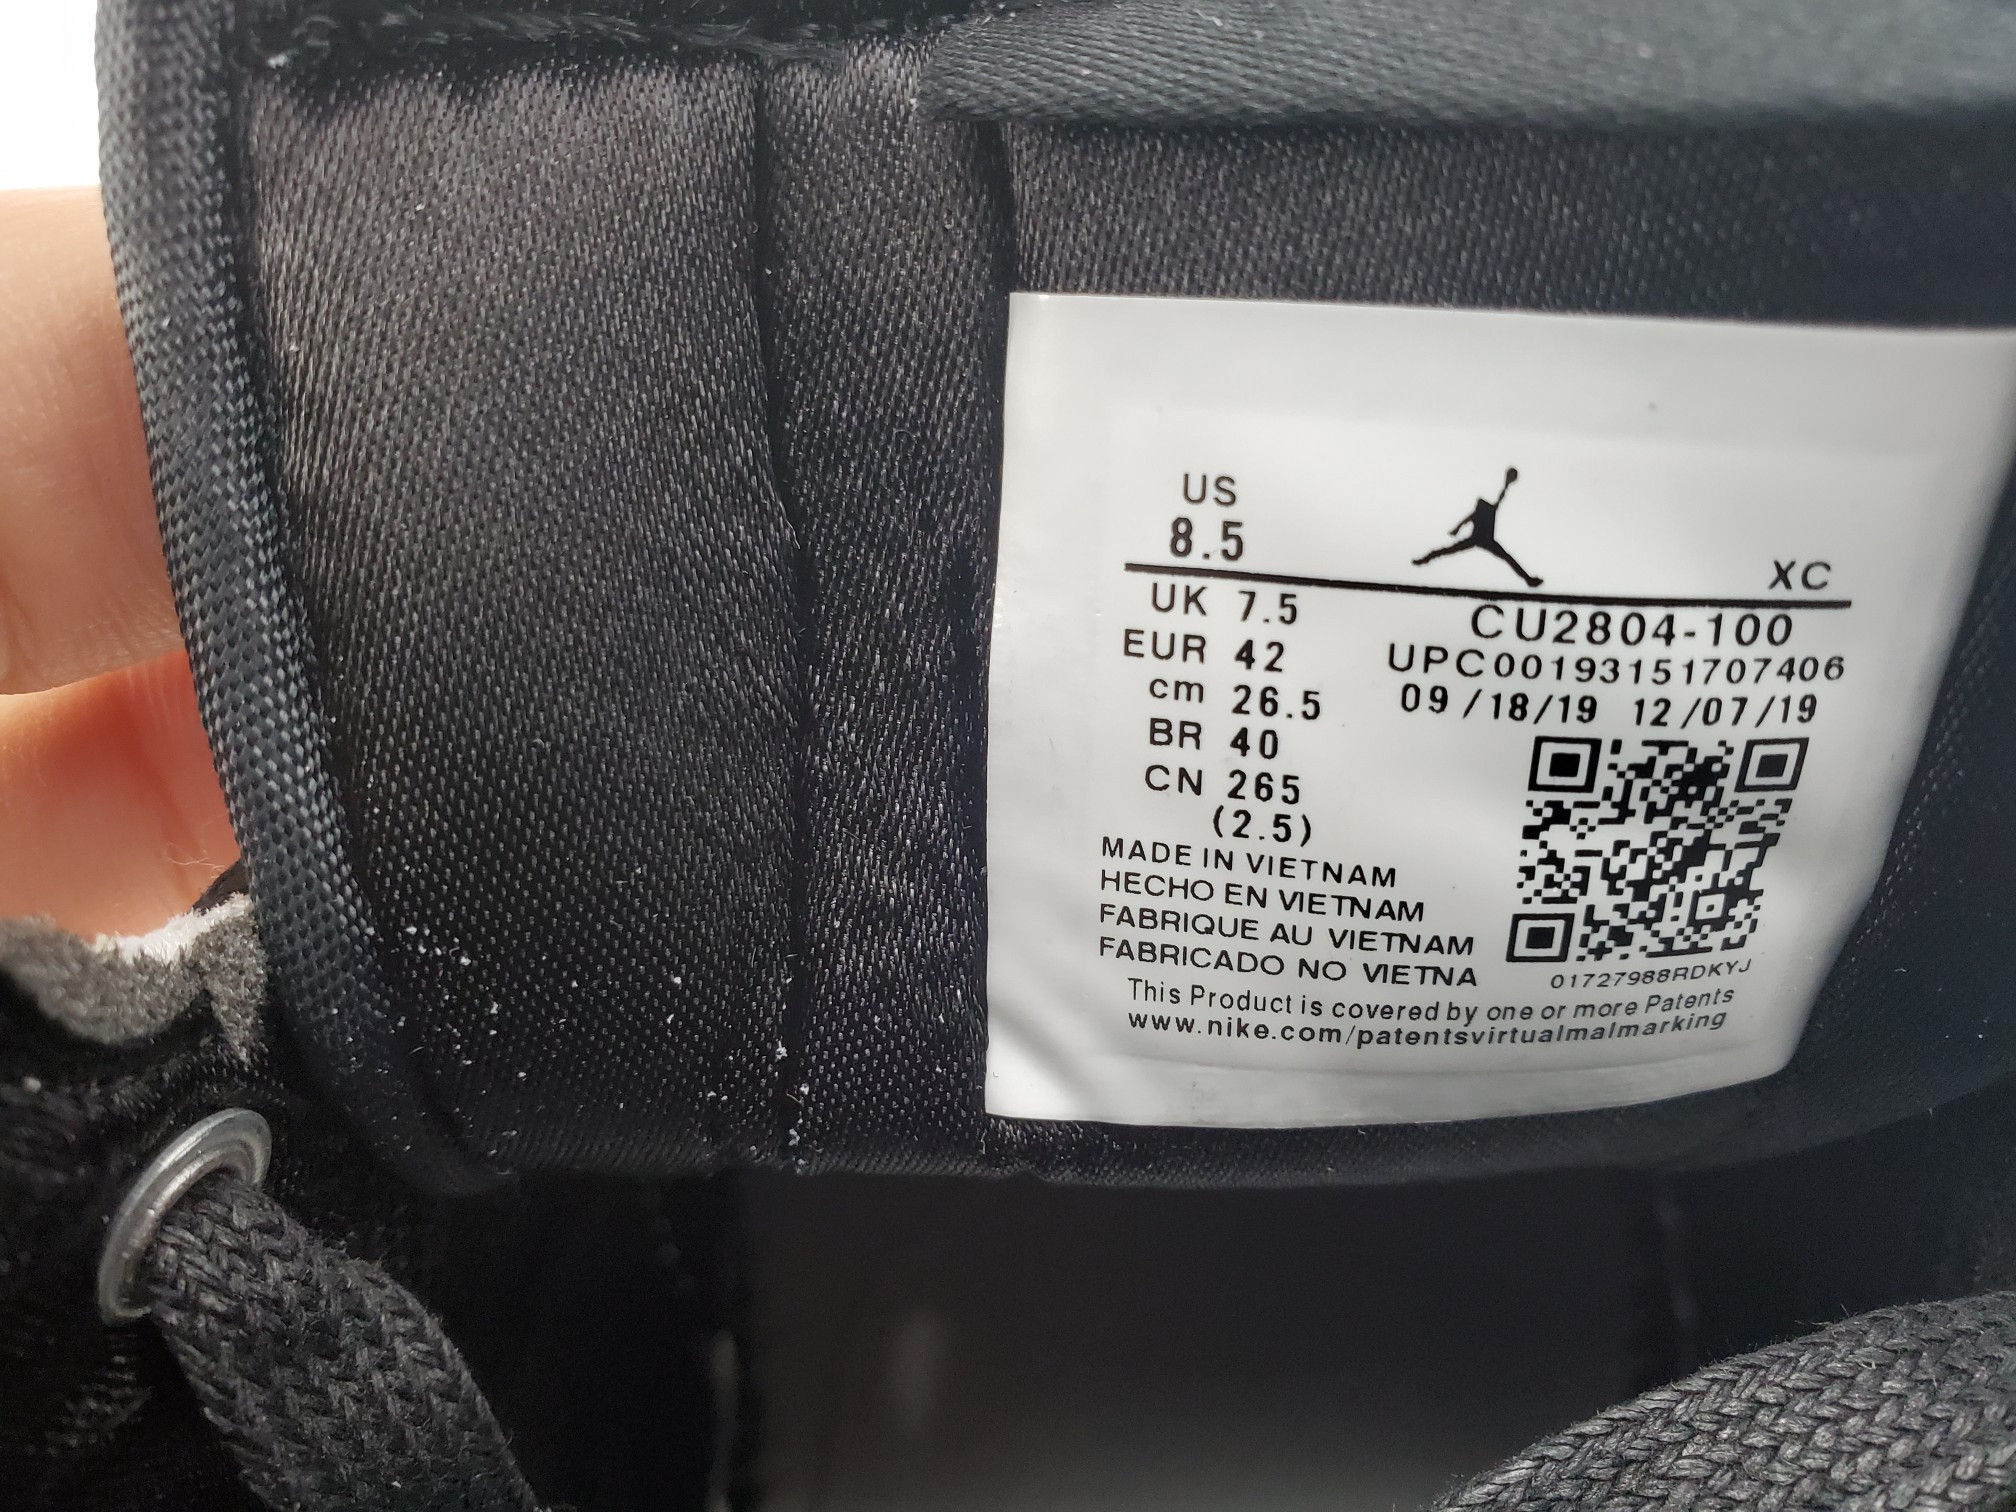 US
8.5
XC
UK 7.5
EUR 42
cm 26.5
BR 40
CN 265
(2.5)
CU2804-100
UPC00193151707406
09/18/19 12/07/19
MADE IN VIETNAM
HECHO EN VIETNAM
FABRIQUE AU VIETNAM
FABRICADO NO VIETNA
01727988RDKYJ
This Product is covered by one or more Patents
www.nike.com/patentsvirtualmalmarking